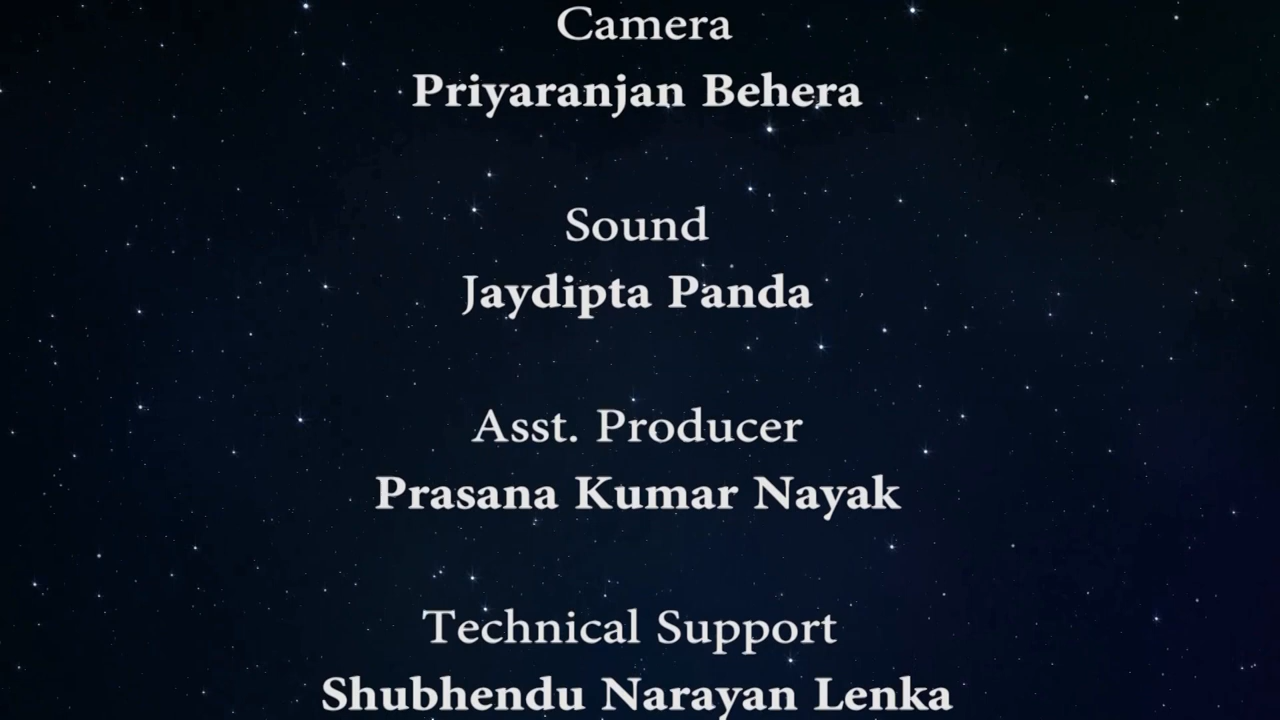 Camera
Priyaranjan Behera
Sound
Jaydipta Panda
Asst. Producer
Prasana Kumar Nayak
Technical Support
Shubhendu Narayan Lenka